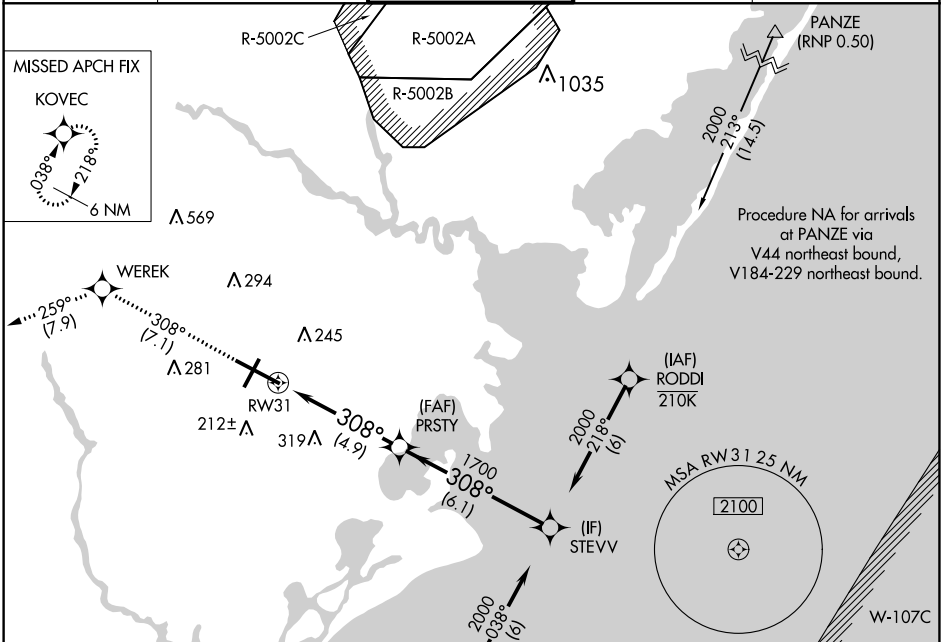 R-5002C
R-5002A
R-5002B
1035
PANZE
(RNP 0.50)
MISSED APCH FIX
KOVEC
038°
218°
6 NM
2000
213°
(14.5)
Procedure NA for arrivals
at PANZE via
V44 northeast bound,
V184-229 northeast bound.
569
WEREK
294
259°
(7.9)
308°
(7.1)
245
281
RW31
212±
319
308°
(4.9)
(FAF)
PRSTY
(IAF)
RODDI
210K
2000
218°
(6)
1700
308°
(6.1)
(IF)
STEVV
MSA RW31 25 NM
2100
2000
038°
(6)
W-107C